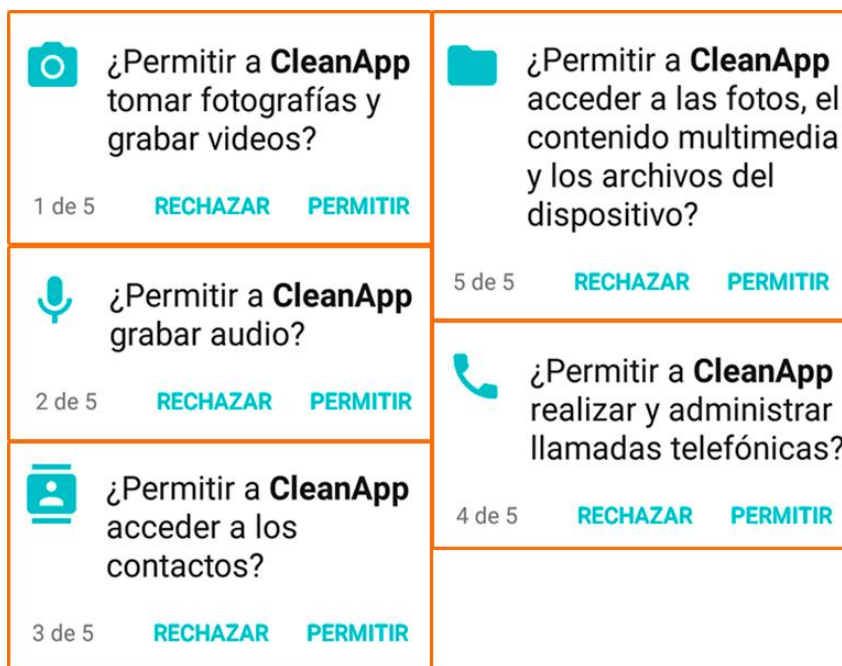 ¿Permitir a CleanApp
tomar fotografías y
grabar videos?
1 de 5 RECHAZAR PERMITIR
¿Permitir a CleanApp
grabar audio?
2 de 5 RECHAZAR PERMITIR
¿Permitir a CleanApp
acceder a los
contactos?
3 de 5 RECHAZAR PERMITIR
¿Permitir a CleanApp
acceder a las fotos, el
contenido multimedia
y los archivos del
dispositivo?
5 de 5 RECHAZAR PERMITIR
¿Permitir a CleanApp
realizar y administrar
llamadas telefónicas?
4 de 5 RECHAZAR PERMITIR